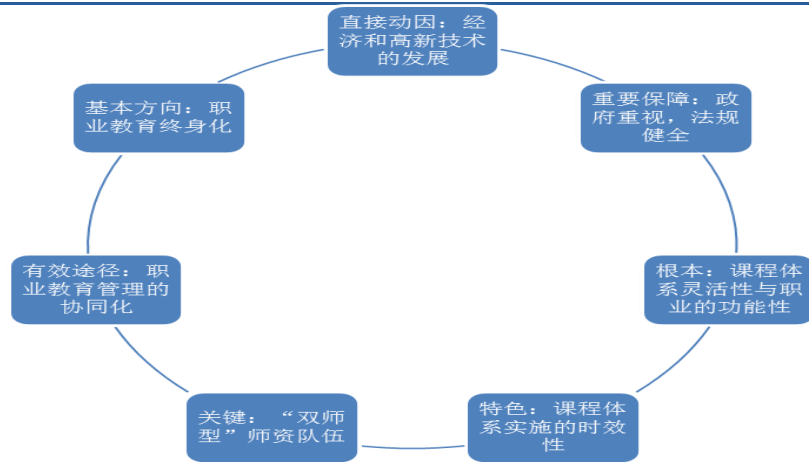 直接动因：经
济和高新技术
的发展
重要保障：政
府重视，法规
健全
根本：课程体
系灵活性与职
业的功能性
特色：课程体
系实施的时效
性
关键：“双师
型”师资队伍
有效途径：职
业教育管理的
协同化
基本方向：职
业教育终身化